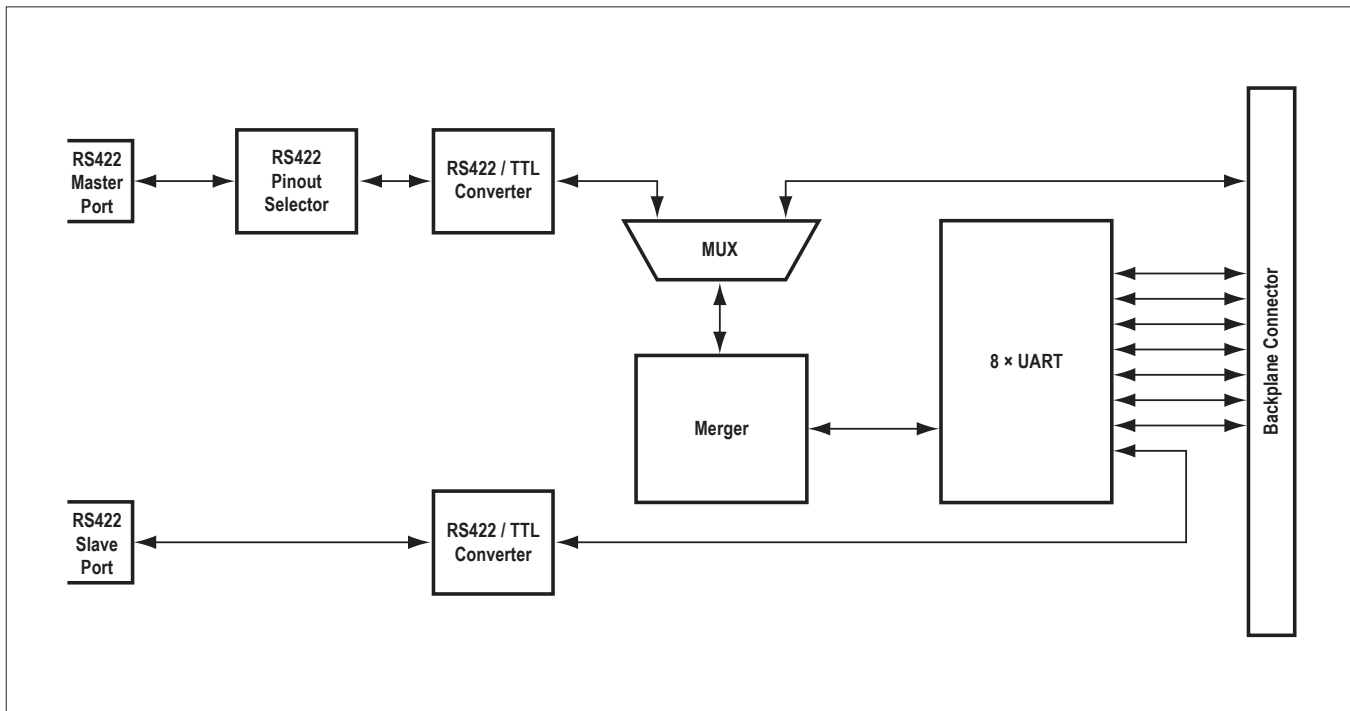 RS422
Master
Port
RS422
Pinout
Selector
RS422 / TTL
Converter
MUX
Merger
8 × UART
Backplane Connector
RS422
Slave
Port
RS422 / TTL
Converter